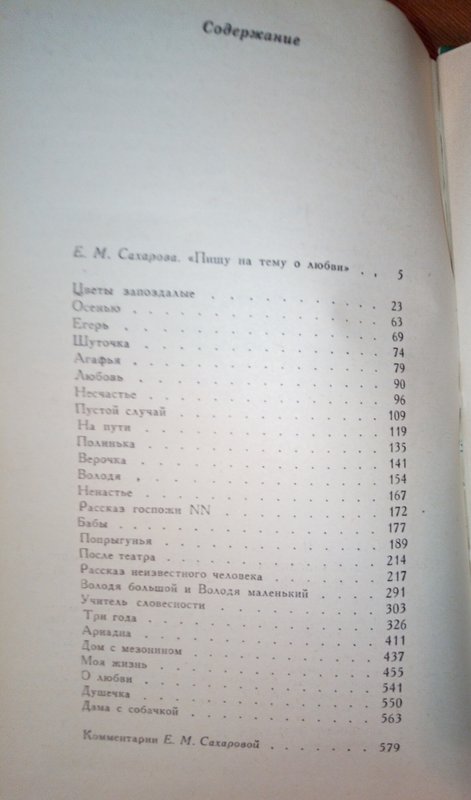 Содержание
Е. М. Сахарова. «Пищу на тему о любви» . . 5
Цветы запоздалые . . . . . . . . . . 23
Осенью . . . . . . . . . . . . . 63
Егерь . . . . . . . . . . . . . 69
Шуточка . . . . . . . . . . . . 74
Агафья . . . . . . . . . . . . 79
Любовь . . . . . . . . . . . . 90
Несчастье . . . . . . . . . . . . 96
Пустой случай . . . . . . . . . . 109
На пути . . . . . . . . . . . . 119
Полинька . . . . . . . . . . . . 135
Верочка . . . . . . . . . . . . 141
Володя . . . . . . . . . . . . 154
Ненастье . . . . . . . . . . . . 167
Рассказ госпожи NN . . . . . . . . 172
Бабы . . . . . . . . . . . . . 177
Попрыгунья . . . . . . . . . . . 189
После театра . . . . . . . . . . . 214
Рассказ неизвестного человека . . . . . . 217
Володя большой и Володя маленький . . . . 291
Учитель словесности . . . . . . . . . 303
Три года . . . . . . . . . . . . 326
Ариадна . . . . . . . . . . . . 411
Дом с мезонином . . . . . . . . . . 437
Моя жизнь . . . . . . . . . . . . 455
О любви . . . . . . . . . . . . 541
Душечка . . . . . . . . . . . . 550
Дама с собачкой . . . . . . . . . . 563
Комментарии Е. М. Сахаровой . . . . . . . 579